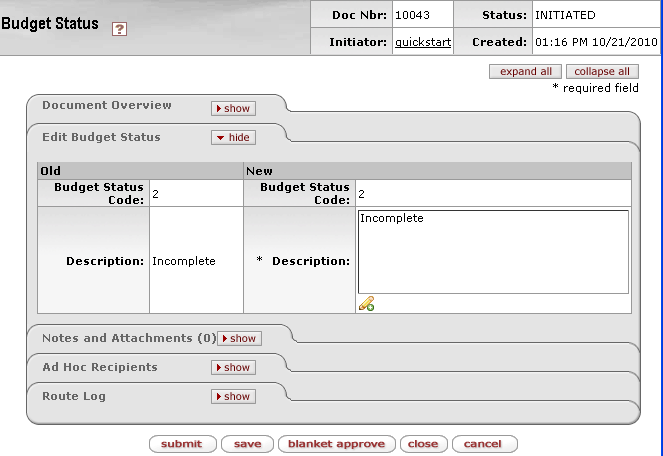 Budget Status ?
Doc Nbr: 10043 Status: INITIATED
Initiator: quickstart Created: 01:16 PM 10/21/2010
expand all collapse all
* required field
Document Overview show
Edit Budget Status hide
Old New
Budget Status Code: 2 Budget Status Code: 2
Description: Incomplete * Description: Incomplete
Notes and Attachments (0) show
Ad Hoc Recipients show
Route Log show
submit save blanket approve close cancel